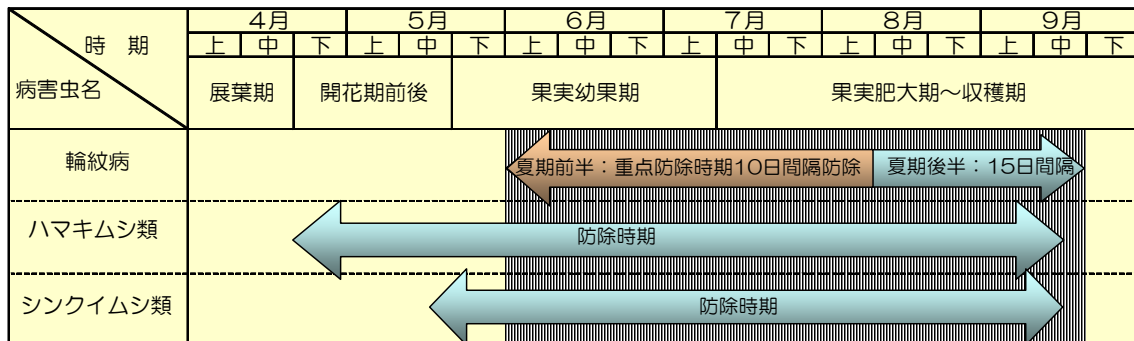 時 期
病害虫名
4月 5月 6月 7月 8月 9月
上 中 下 上 中 下 上 中 下 上 中 下 上 中 下 上 中 下
展葉期 開花期前後 果実幼果期 果実肥大期～収穫期
輪紋病 夏期前半：重点防除時期10日間隔防除 夏期後半：15日間隔
ハマキムシ類 防除時期
シンクイムシ類 防除時期